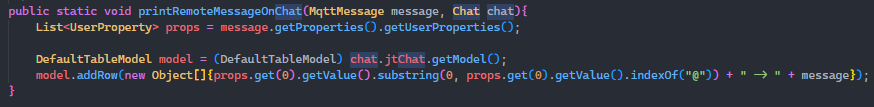 public static void printRemoteMessageOnChat(MqttMessage message, Chat chat){
List<UserProperty> props = message.getProperties().getUserProperties();
DefaultTableModel model = (DefaultTableModel) chat.jtChat.getModel();
model.addRow(new Object[]{props.get(0).getValue().substring(0, props.get(0).getValue().indexOf("@")) + " -> " + message});
}